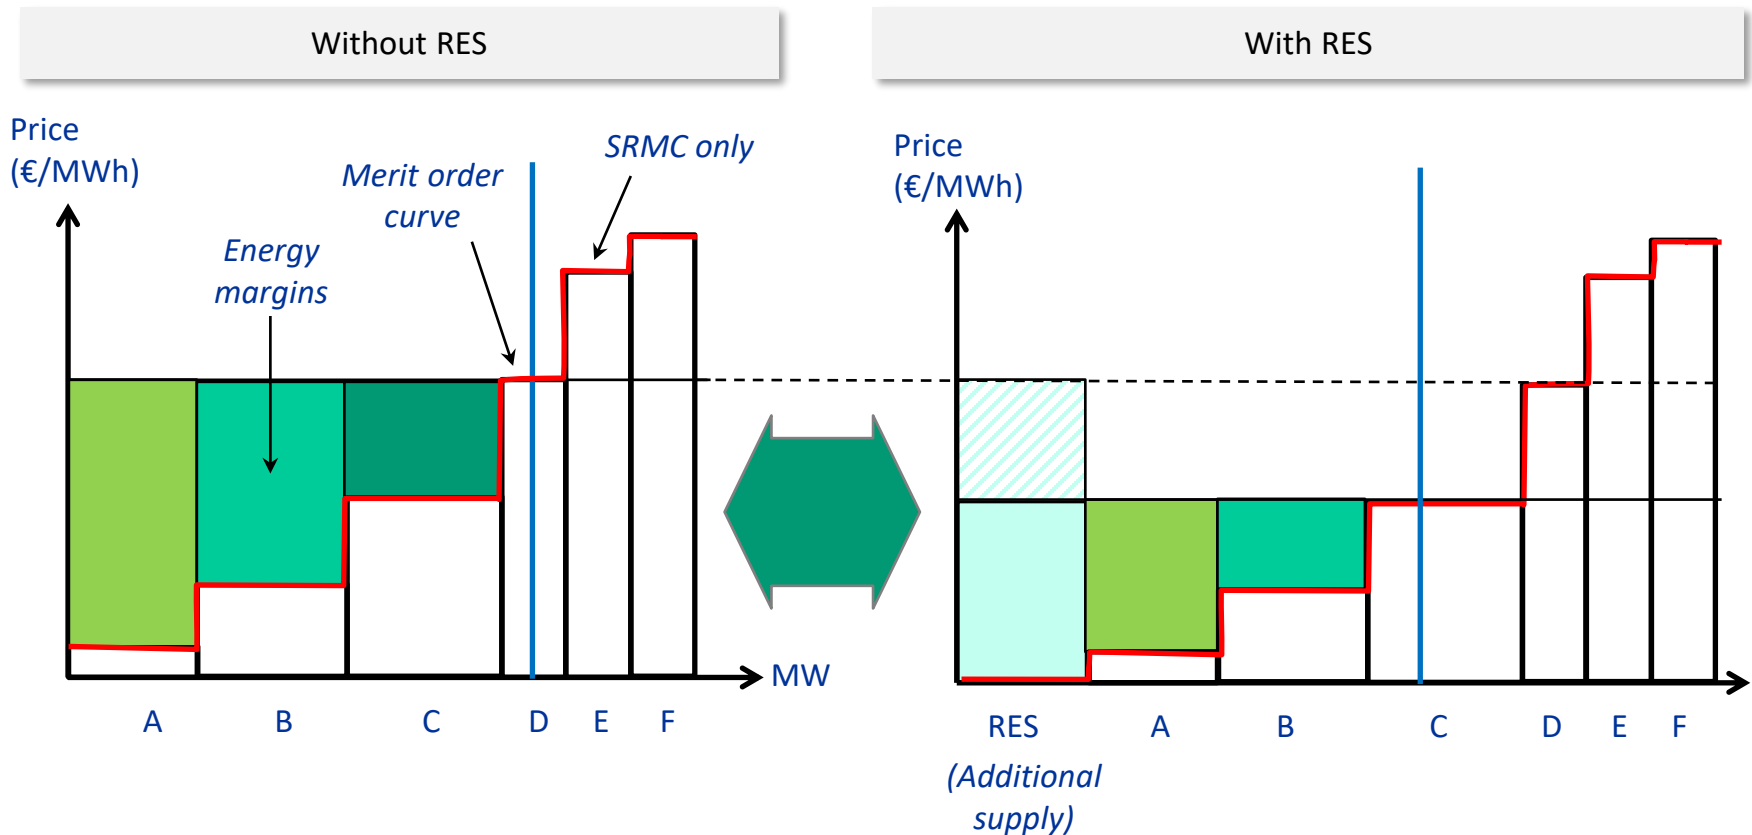 Without RES
With RES
Price
(€/MWh)
Merit order
curve
SRMC only
Energy
margins
MW
A
B
C
D
E
F
Price
(€/MWh)
RES
A
B
C
D
E
F
(Additional
supply)